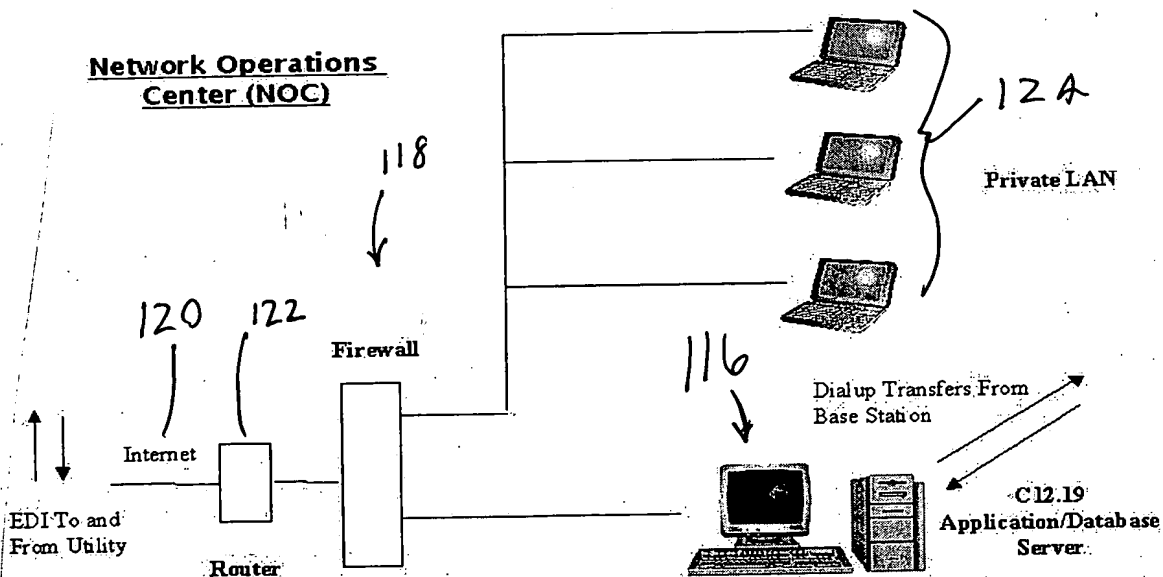 Network Operations
Center (NOC)
12A
Private LAN
118
120
122
Firewall
116
Dialup Transfers From
Base Station
Internet
EDI To and
From Utility
Router
C12.19
Application/Database
Server